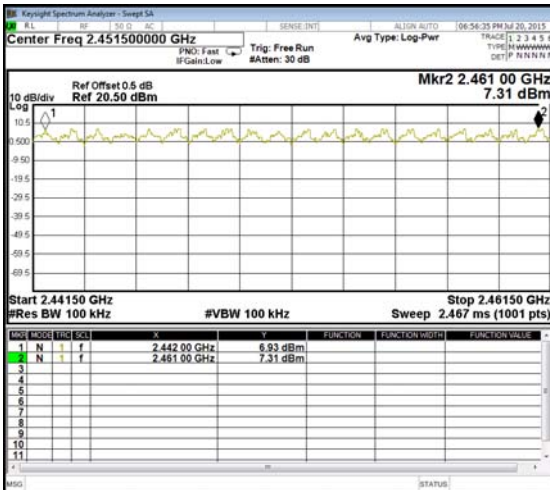 Keysight Spectrum Analyzer - Swept SA
RL RF 50 Ω AC SENSE:INT ALIGN AUTO 06:56:35 PM Jul 20, 2015
Center Freq 2.451500000 GHz
PNO: Fast
IFGain:Low
Trig: Free Run
#Atten: 30 dB
Avg Type: Log-Pwr
TRACE 1 2 3 4 5 6
TYPE
DET P N N N N
Mkr2 2.461 00 GHz
7.31 dBm
Ref Offset 0.5 dB
10 dB/div Ref 20.50 dBm
Log
1
2
10.5
0.500
-9.50
-19.5
-29.5
-39.5
-49.5
-59.5
-69.5
Start 2.44150 GHz Stop 2.46150 GHz
#Res BW 100 kHz #VBW 100 kHz Sweep 2.467 ms (1001 pts)
MKR MODE TRC SCL X Y FUNCTION FUNCTION WIDTH FUNCTION VALUE
1 N 1 f 2.442 00 GHz 6.93 dBm
2 N 1 f 2.461 00 GHz 7.31 dBm
3
4
5
6
7
8
9
10
11
MSG STATUS